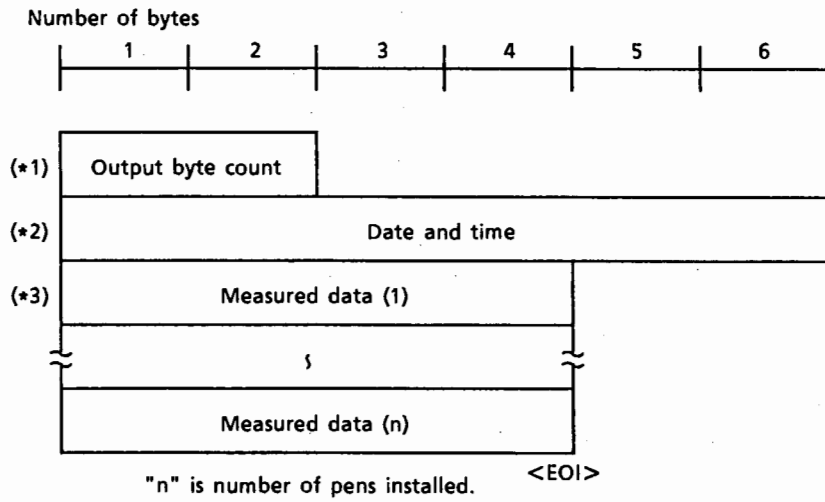 Number of bytes
1 2 3 4 5 6
(*1) Output byte count
(*2) Date and time
(*3) Measured data (1)
Measured data (n)
<EOI>
"n" is number of pens installed.